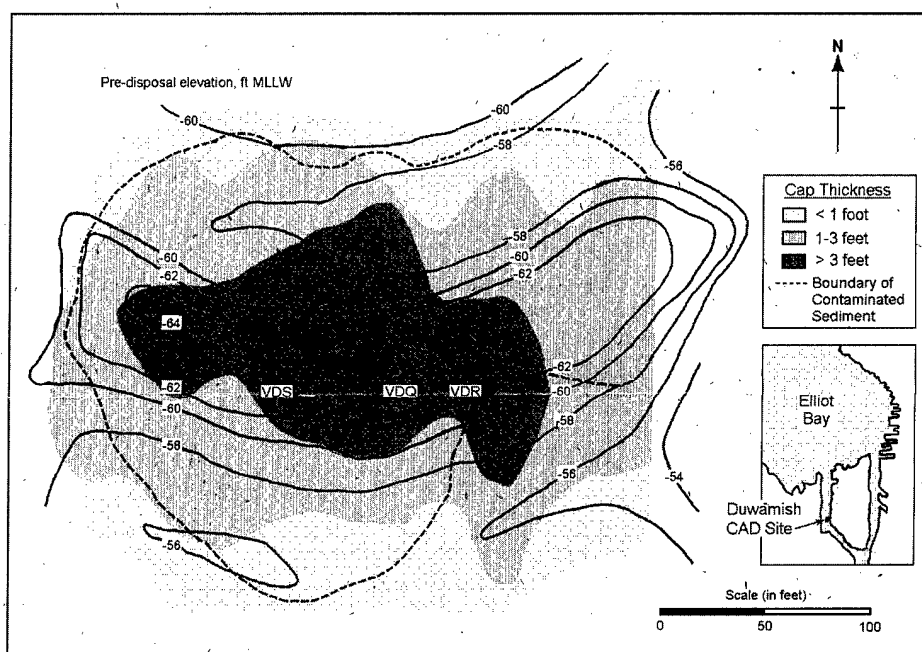 Pre-disposal elevation, ft MLLW
N
-60
-60
-58
-56
Cap Thickness
< 1 foot
1-3 feet
> 3 feet
Boundary of
Contaminated
Sediment
-58
-60
-60
-62
-62
-64
-62
-62
VDS
VDQ
VDR
-60
-60
-58
-58
-56
-54
-56
Elliot
Bay
Duwamish
CAD Site
Scale (in feet)
0
50
100